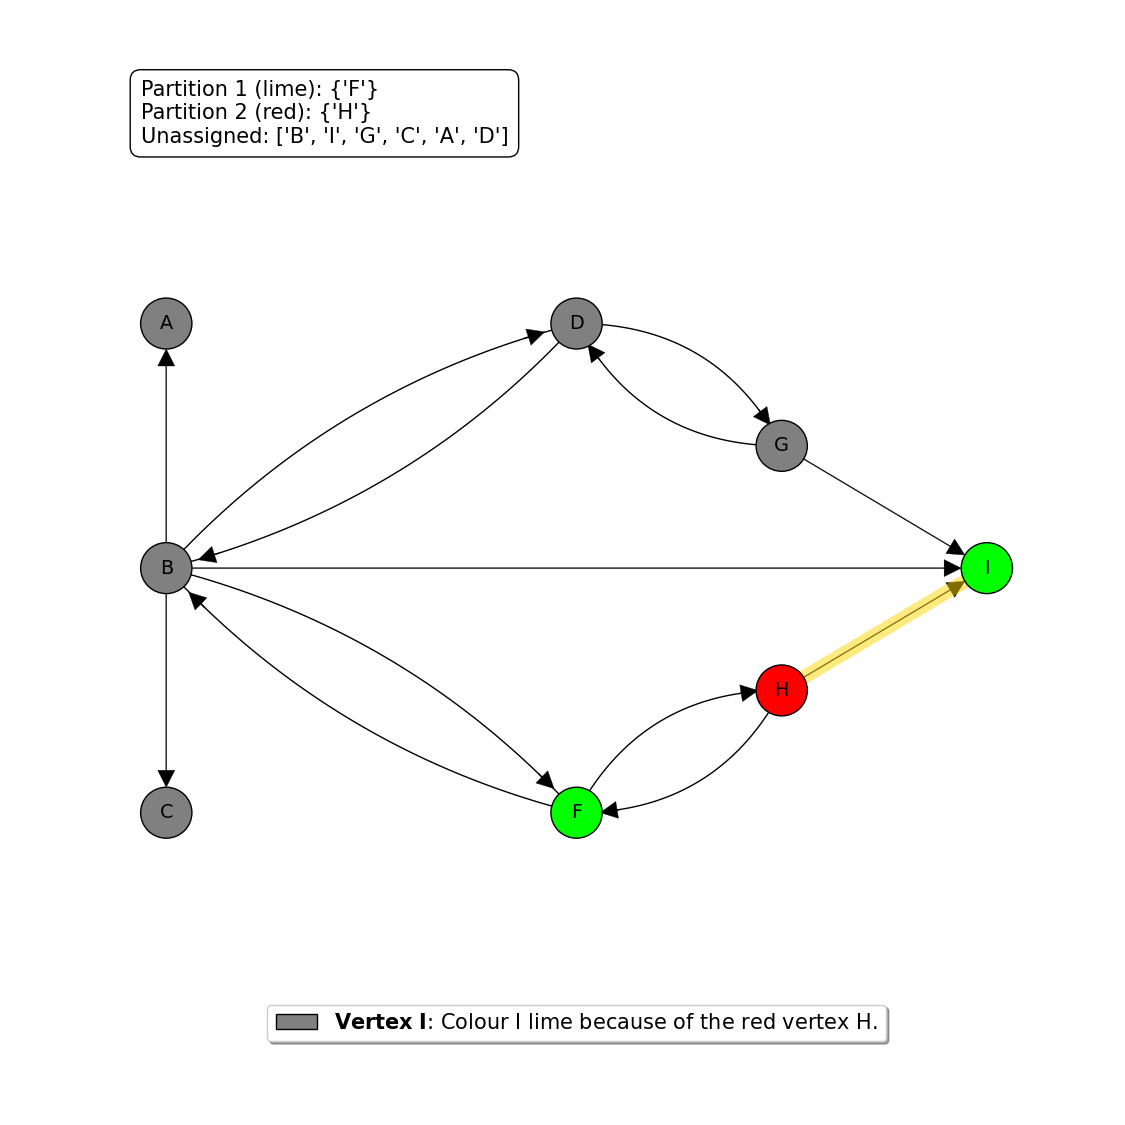 Partition 1 (lime): {'F'}
Partition 2 (red): {'H'}
Unassigned: ['B', 'I', 'G', 'C', 'A', 'D']
A
D
G
B
I
H
C
F
Vertex I: Colour I lime because of the red vertex H.